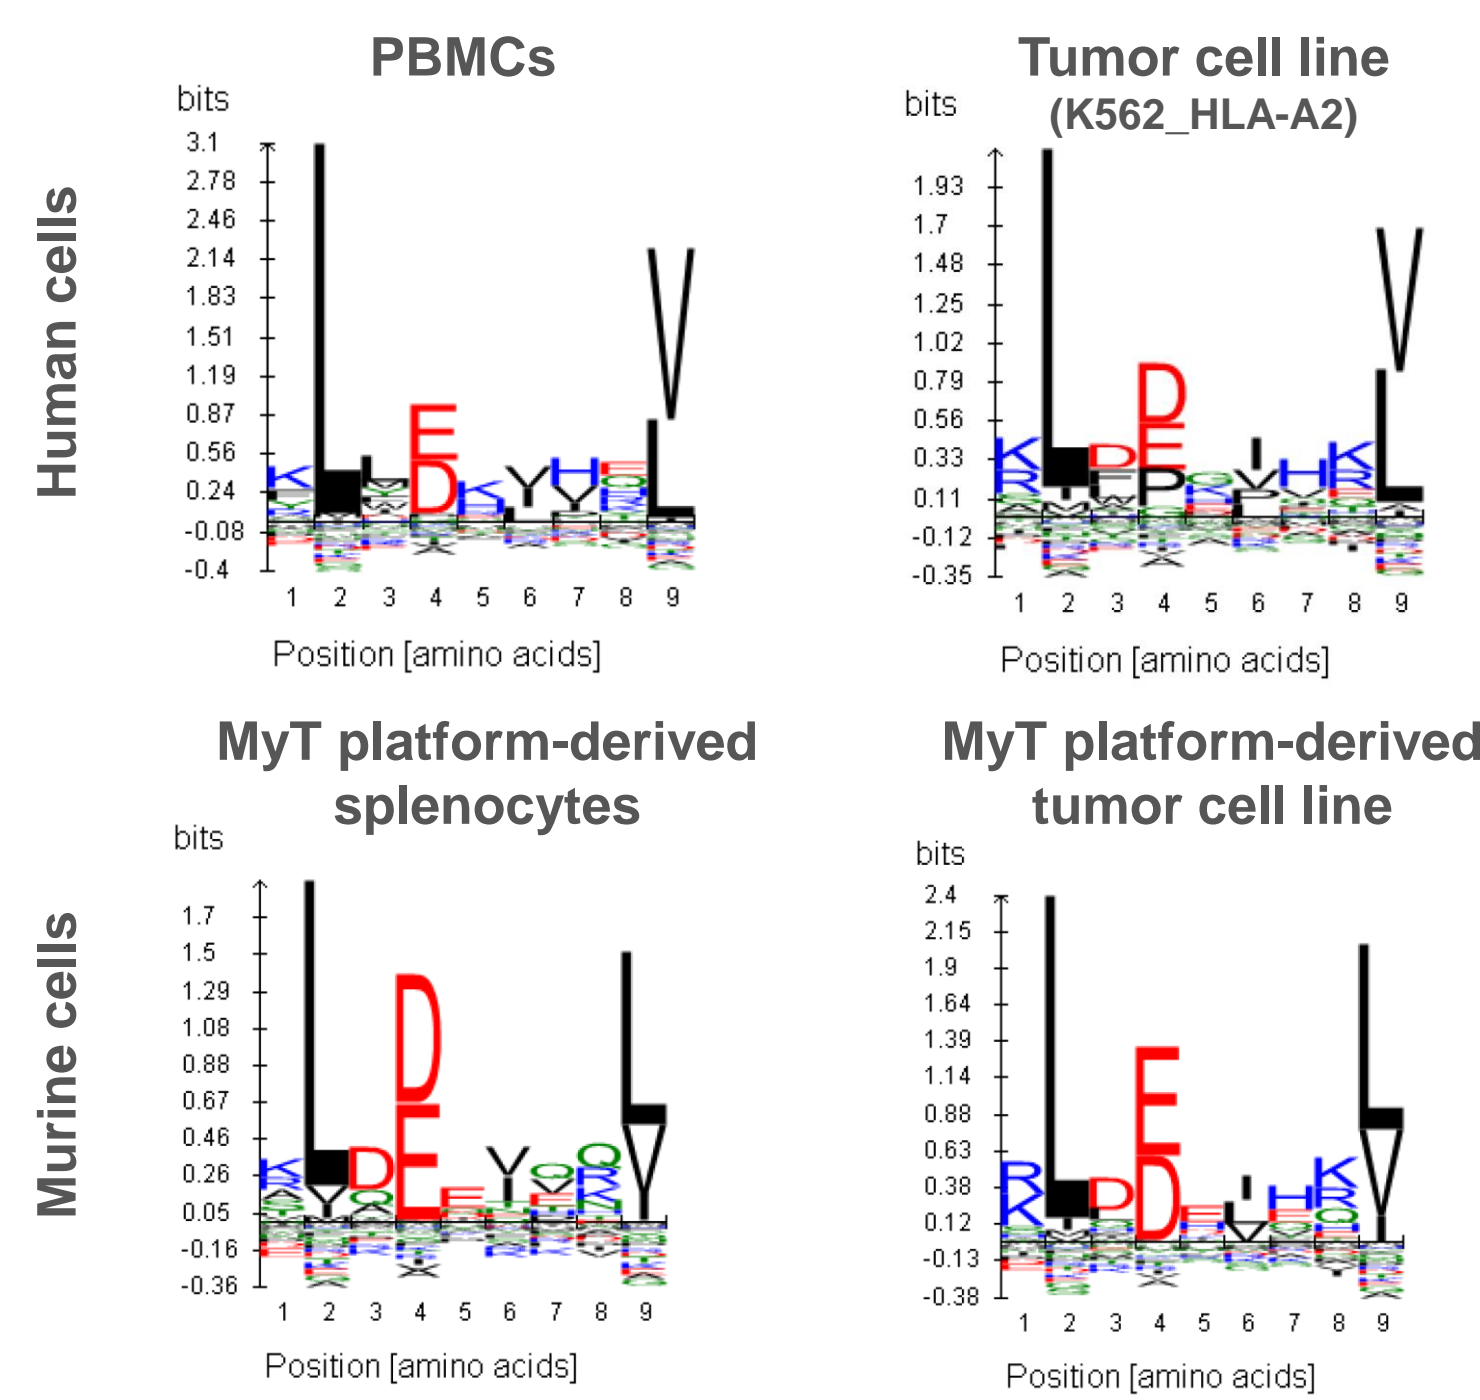 PBMCs
bits
3.1
2.78
2.46
2.14
1.83
1.51
1.19
0.87
0.56
0.24
-0.08
-0.4
1 2 3 4 5 6 7 8 9
Position [amino acids]
Tumor cell line
(K562_HLA-A2)
bits
1.93
1.7
1.48
1.25
1.02
0.79
0.56
0.33
0.11
-0.12
-0.35
1 2 3 4 5 6 7 8 9
Position [amino acids]
Human cells
MyT platform-derived
splenocytes
bits
1.7
1.5
1.29
1.08
0.88
0.67
0.46
0.26
0.05
-0.16
-0.36
1 2 3 4 5 6 7 8 9
Position [amino acids]
MyT platform-derived
tumor cell line
bits
2.4
2.15
1.9
1.64
1.39
1.14
0.88
0.63
0.38
0.12
-0.13
-0.38
1 2 3 4 5 6 7 8 9
Position [amino acids]
Murine cells